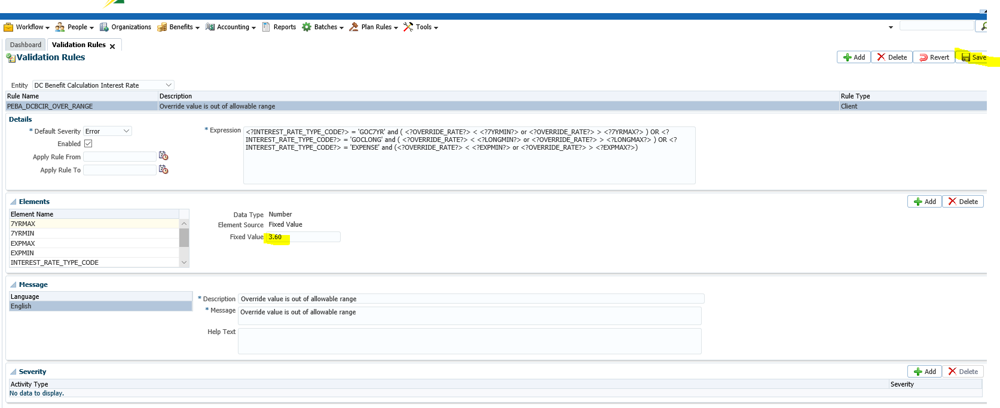 Workflow People Organizations Benefits Accounting Reports Batches Plan Rules Tools
Dashboard Validation Rules
Validation Rules
Add Delete Revert Save
Entity DC Benefit Calculation Interest Rate
Rule Name Description Rule Type
PEBA_DCBCIR_OVER_RANGE Override value is out of allowable range Client
Details
* Default Severity Error
Enabled
Apply Rule From
Apply Rule To
* Expression <?INTEREST_RATE_TYPE_CODE?> = 'GOC7YR' and ( <?OVERRIDE_RATE?> < <?7YRMIN?> or <?OVERRIDE_RATE?> > <?7YRMAX?> ) OR <?
INTEREST_RATE_TYPE_CODE?> = 'GOCLONG' and ( <?OVERRIDE_RATE?> < <?LONGMIN?> or <?OVERRIDE_RATE?> > <?LONGMAX?> ) OR <?
INTEREST_RATE_TYPE_CODE?> = 'EXPENSE' and (<?OVERRIDE_RATE?> < <?EXPMIN?> or <?OVERRIDE_RATE?> > <?EXPMAX?>)
Elements
Add Delete
Element Name
7YRMAX
7YRMIN
EXPMAX
EXPMIN
INTEREST_RATE_TYPE_CODE
Data Type Number
Element Source Fixed Value
Fixed Value 3.60
Message
Language
English
* Description Override value is out of allowable range
* Message Override value is out of allowable range
Help Text
Severity
Add Delete
Activity Type Severity
No data to display.